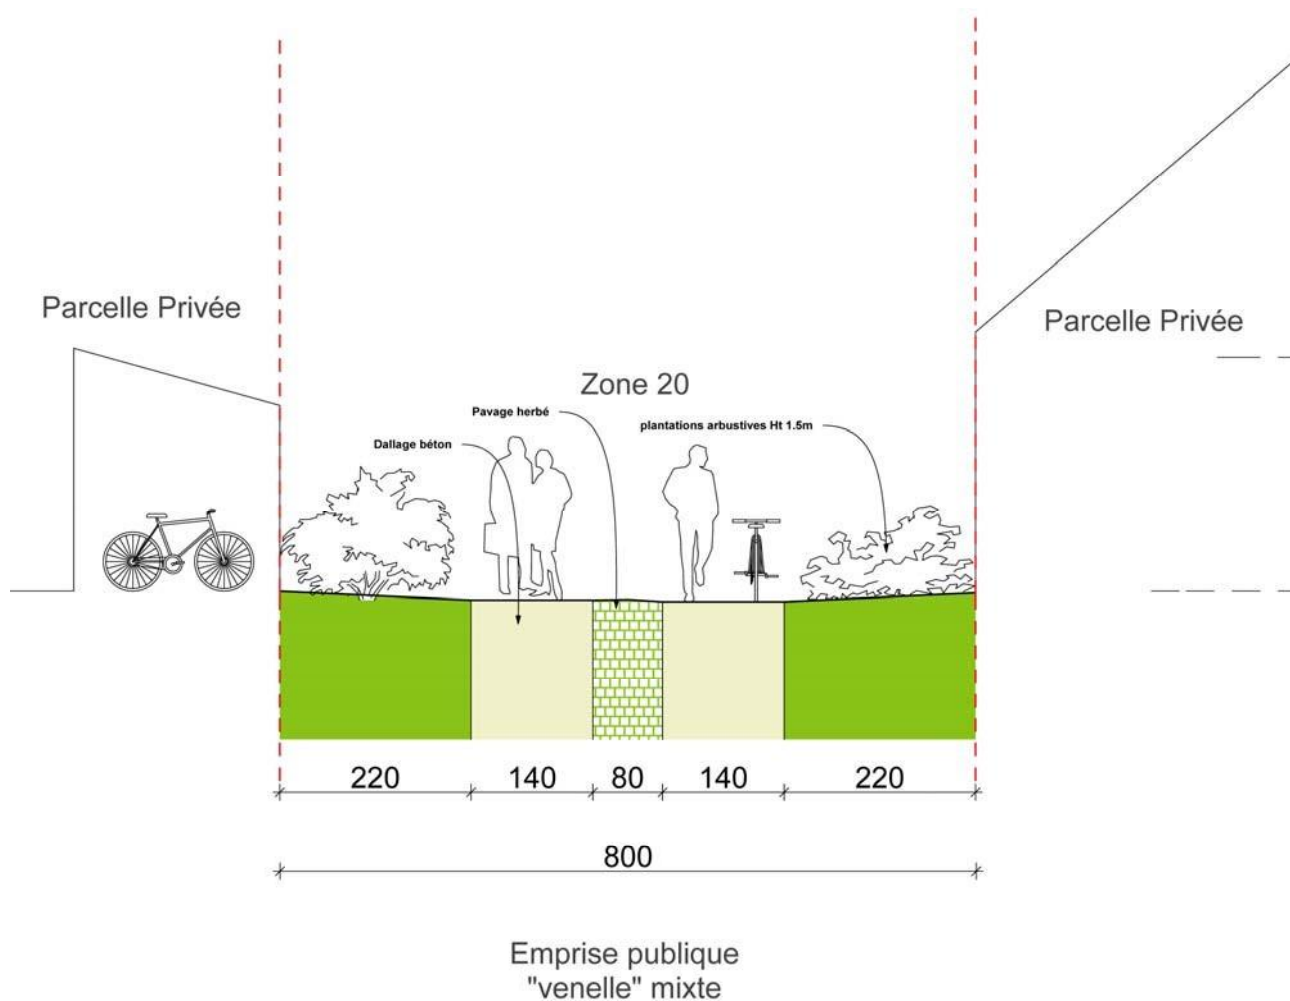 Parcelle Privée
Parcelle Privée
Zone 20
Pavage herbé
plantations arbustives Ht 1.5m
Dallage béton
220 140 80 140 220
800
Emprise publique
"venelle" mixte